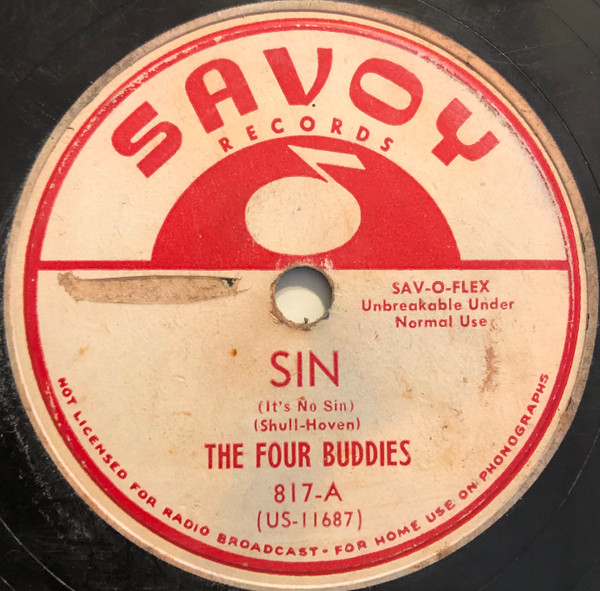 SAVOY
RECORDS
SAV-O-FLEX
Unbreakable Under
Normal Use
SIN
(It's No Sin)
(Shull-Hoven)
THE FOUR BUDDIES
817-A
(US-11687)
NOT LICENSED FOR RADIO BROADCAST · FOR HOME USE ON PHONOGRAPHS